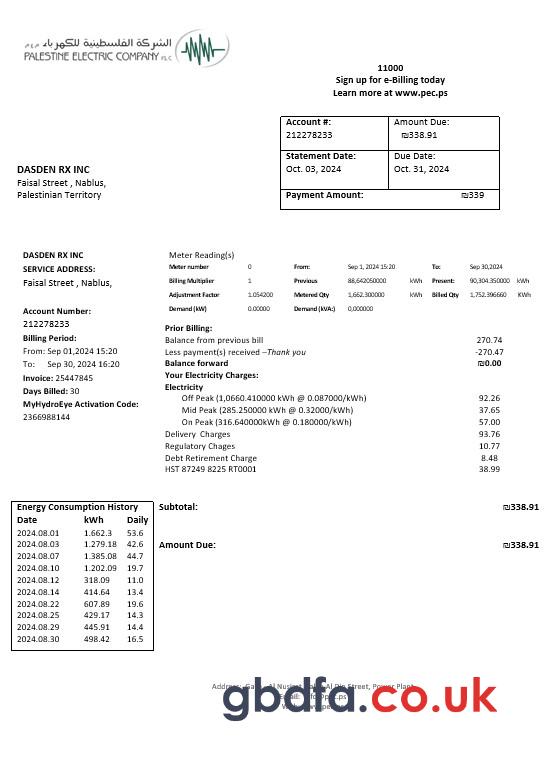 الشركة الفلسطينية للكهرباء م.ع.م
PALESTINE ELECTRIC COMPANY PLC
11000
Sign up for e-Billing today
Learn more at www.pec.ps
Account #: Amount Due:
212278233 ₪338.91
Statement Date: Due Date:
Oct. 03, 2024 Oct. 31, 2024
Payment Amount: ₪339
DASDEN RX INC
Faisal Street , Nablus,
Palestinian Territory
DASDEN RX INC
SERVICE ADDRESS:
Faisal Street , Nablus,
Account Number:
212278233
Billing Period:
From: Sep 01,2024 15:20
To: Sep 30, 2024 16:20
Invoice: 25447845
Days Billed: 30
MyHydroEye Activation Code:
2366988144
Meter Reading(s)
Meter number 0 From: Sep 1, 2024 15:20 To: Sep 30,2024
Billing Multiplier 1 Previous 88,642050000 kWh Present: 90,304.350000 kWh
Adjustment Factor 1.054200 Metered Qty 1,662.300000 kWh Billed Qty 1,752.396660 KWh
Demand (kW) 0.00000 Demand (kVA:) 0,000000
Prior Billing:
Balance from previous bill 270.74
Less payment(s) received –Thank you -270.47
Balance forward ₪0.00
Your Electricity Charges:
Electricity
Off Peak (1,0660.410000 kWh @ 0.087000/kWh) 92.26
Mid Peak (285.250000 kWh @ 0.32000/kWh) 37.65
On Peak (316.640000kWh @ 0.180000/kWh) 57.00
Delivery Charges 93.76
Regulatory Chages 10.77
Debt Retirement Charge 8.48
HST 87249 8225 RT0001 38.99
Energy Consumption History
Date kWh Daily
2024.08.01 1.662.3 53.6
2024.08.03 1.279.18 42.6
2024.08.07 1.385.08 44.7
2024.08.10 1.202.09 19.7
2024.08.12 318.09 11.0
2024.08.14 414.64 13.4
2024.08.22 607.89 19.6
2024.08.25 429.17 14.3
2024.08.29 445.91 14.4
2024.08.30 498.42 16.5
Subtotal: ₪338.91
Amount Due: ₪338.91
Address: Al Din Street, Power Plant
gbdfa.co.uk